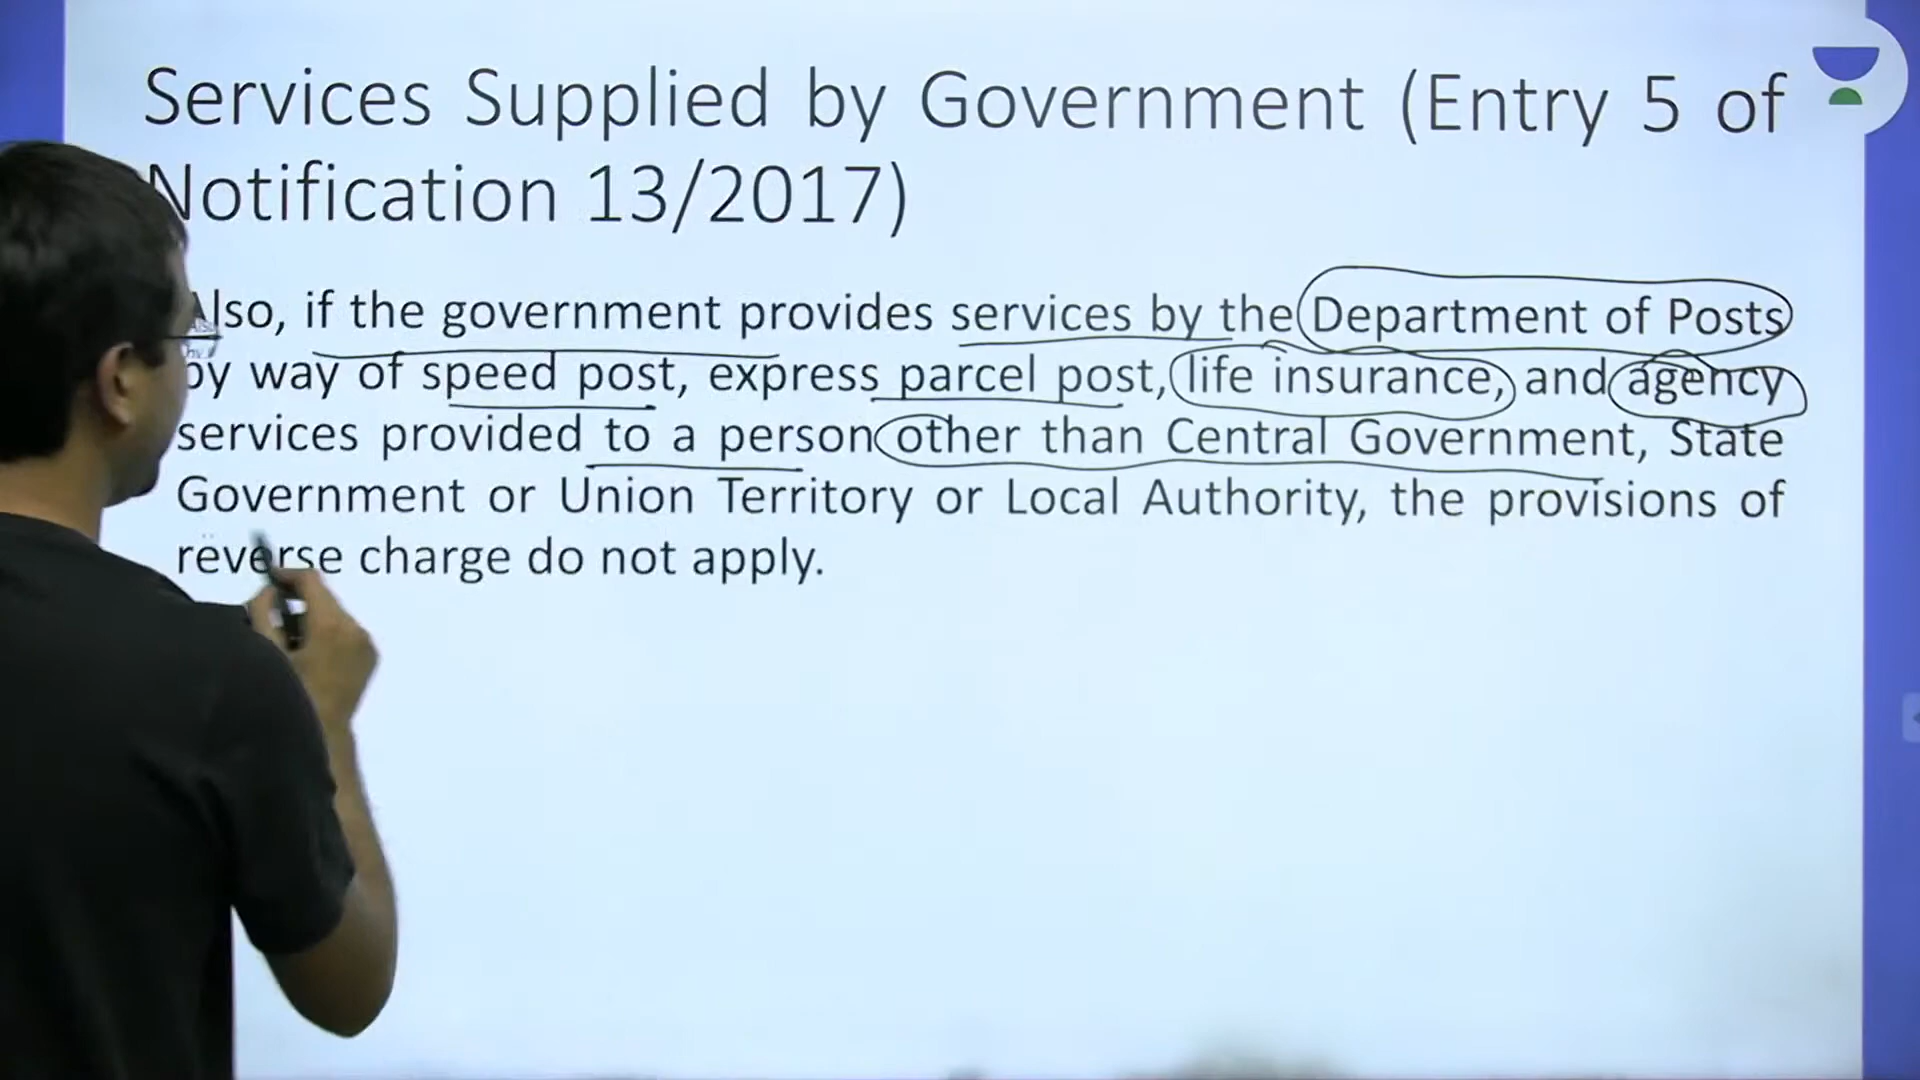 Services Supplied by Government (Entry 5 of
Notification 13/2017)
Also, if the government provides services by the Department of Posts
by way of speed post, express parcel post, life insurance, and agency
services provided to a person other than Central Government, State
Government or Union Territory or Local Authority, the provisions of
reverse charge do not apply.